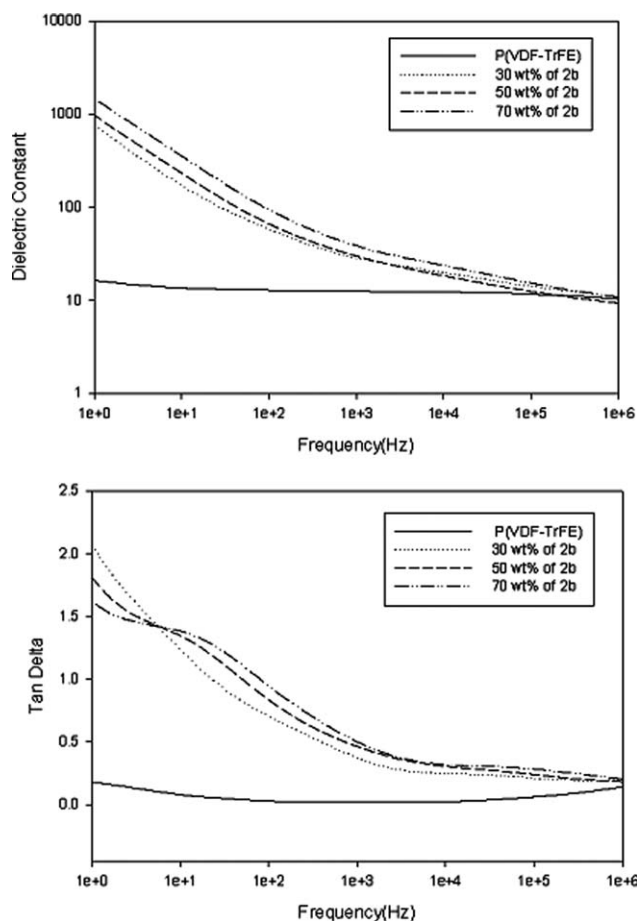 10000
1000
100
10
1
Dielectric Constant
P(VDF-TrFE)
30 wt% of 2b
50 wt% of 2b
70 wt% of 2b
1e+0 1e+1 1e+2 1e+3 1e+4 1e+5 1e+6
Frequency(Hz)
2.5
2.0
1.5
1.0
0.5
0.0
Tan Delta
P(VDF-TrFE)
30 wt% of 2b
50 wt% of 2b
70 wt% of 2b
1e+0 1e+1 1e+2 1e+3 1e+4 1e+5 1e+6
Frequency(Hz)